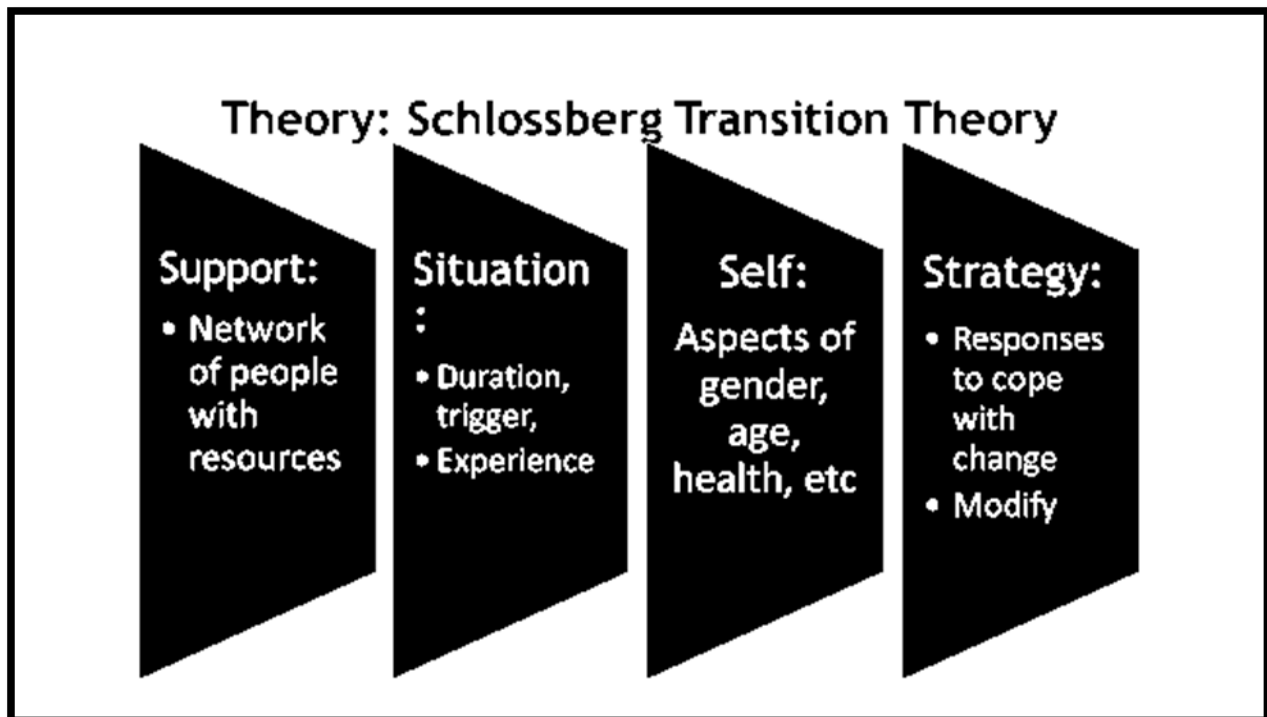 Theory: Schlossberg Transition Theory
Support:
• Network
of people
with
resources
Situation
:
• Duration,
trigger,
• Experience
Self:
Aspects of
gender,
age,
health, etc
Strategy:
• Responses
to cope
with
change
• Modify